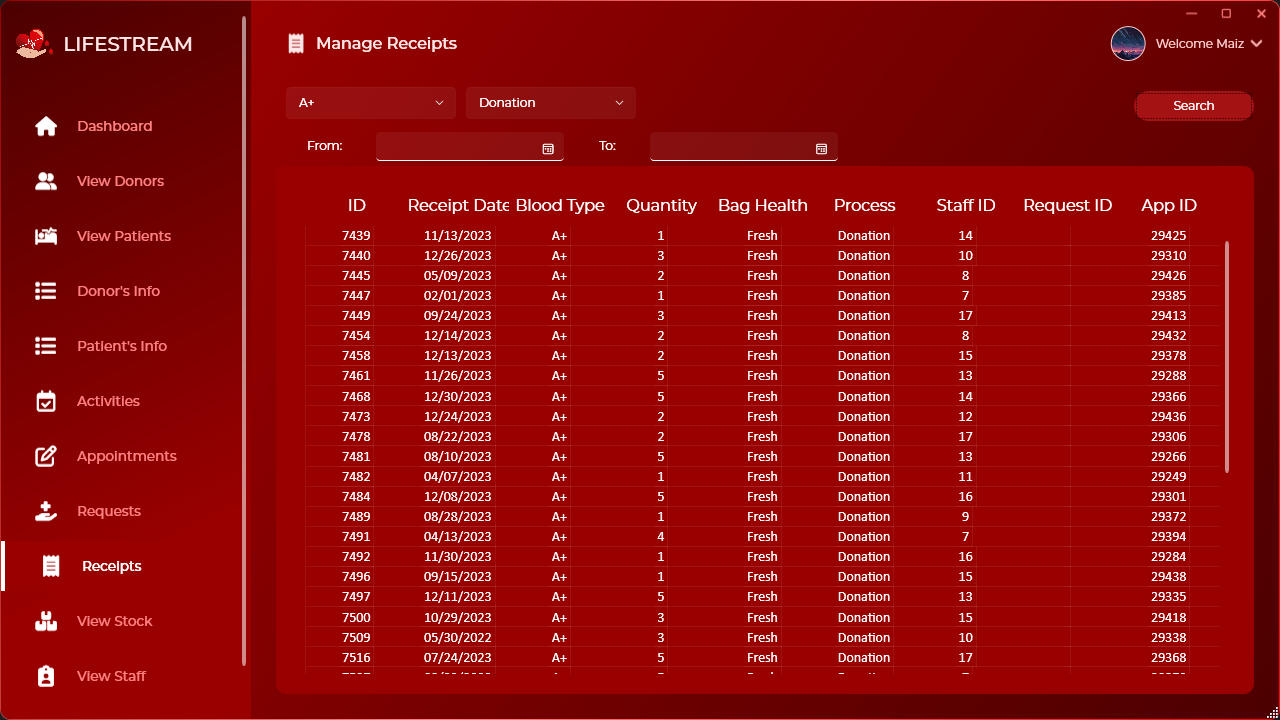 LIFESTREAM
Manage Receipts
Welcome Maiz
A+ Donation
Search
From: To:
Dashboard
View Donors
View Patients
Donor's Info
Patient's Info
Activities
Appointments
Requests
Receipts
View Stock
View Staff
ID Receipt Date Blood Type Quantity Bag Health Process Staff ID Request ID App ID
7439 11/13/2023 A+ 1 Fresh Donation 14 29425
7440 12/26/2023 A+ 3 Fresh Donation 10 29310
7445 05/09/2023 A+ 2 Fresh Donation 8 29426
7447 02/01/2023 A+ 1 Fresh Donation 7 29385
7449 09/24/2023 A+ 3 Fresh Donation 17 29413
7454 12/14/2023 A+ 2 Fresh Donation 8 29432
7458 12/13/2023 A+ 2 Fresh Donation 15 29378
7461 11/26/2023 A+ 5 Fresh Donation 13 29288
7468 12/30/2023 A+ 5 Fresh Donation 14 29366
7473 12/24/2023 A+ 2 Fresh Donation 12 29436
7478 08/22/2023 A+ 2 Fresh Donation 17 29306
7481 08/10/2023 A+ 5 Fresh Donation 13 29266
7482 04/07/2023 A+ 1 Fresh Donation 11 29249
7484 12/08/2023 A+ 5 Fresh Donation 16 29301
7489 08/28/2023 A+ 1 Fresh Donation 9 29372
7491 04/13/2023 A+ 4 Fresh Donation 7 29394
7492 11/30/2023 A+ 1 Fresh Donation 16 29284
7496 09/15/2023 A+ 1 Fresh Donation 15 29438
7497 12/11/2023 A+ 5 Fresh Donation 13 29335
7500 10/29/2023 A+ 3 Fresh Donation 15 29418
7509 05/30/2022 A+ 3 Fresh Donation 10 29338
7516 07/24/2023 A+ 5 Fresh Donation 17 29368